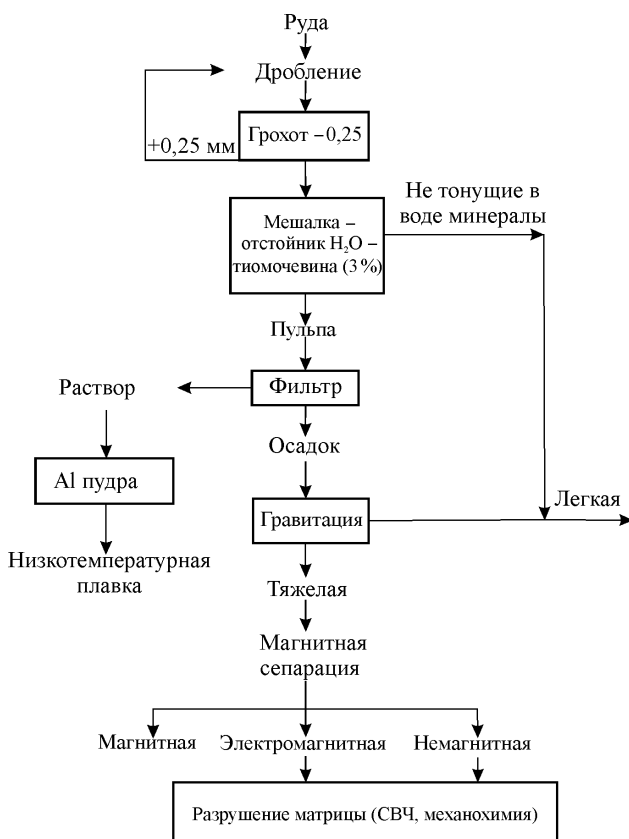 Руда
Дробление
+0,25 мм
Грохот –0,25
Не тонущие в
воде минералы
Мешалка –
отстойник H₂O –
тиомочевина (3%)
Пульпа
Раствор
Фильтр
Осадок
Al пудра
Легкая
Гравитация
Низкотемпературная
плавка
Тяжелая
Магнитная
сепарация
Магнитная
Электромагнитная
Немагнитная
Разрушение матрицы (СВЧ, механохимия)